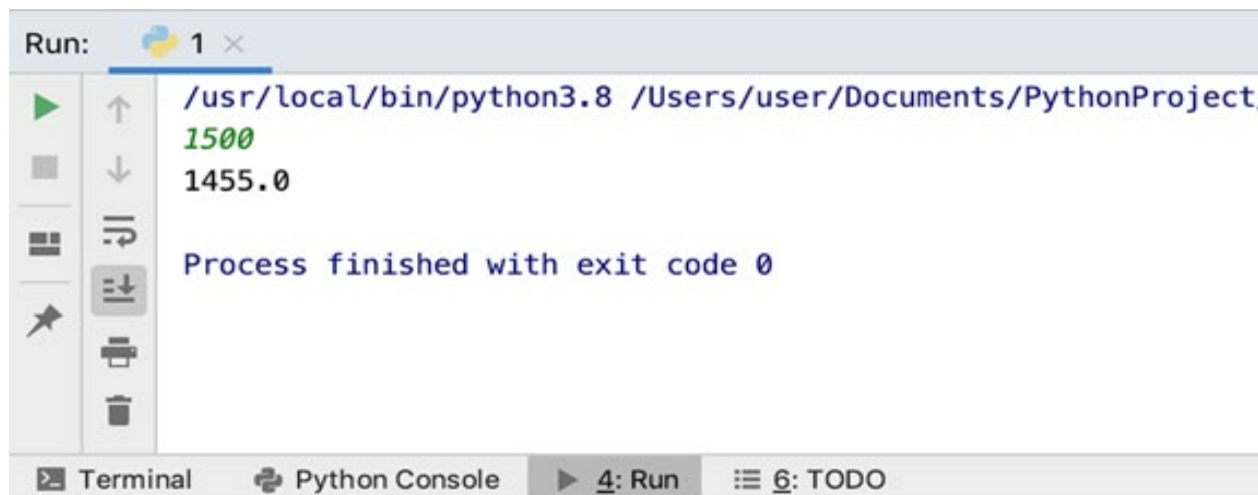 Run: 1
/usr/local/bin/python3.8 /Users/user/Documents/PythonProject/
1500
1455.0
Process finished with exit code 0
Terminal Python Console 4: Run 6: TODO